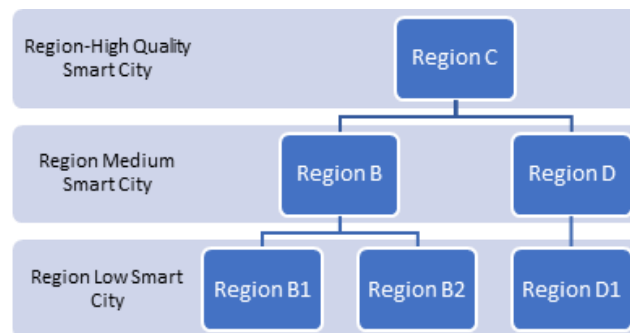 Region-High Quality
Smart City
Region C
Region Medium
Smart City
Region B
Region D
Region Low Smart
City
Region B1
Region B2
Region D1